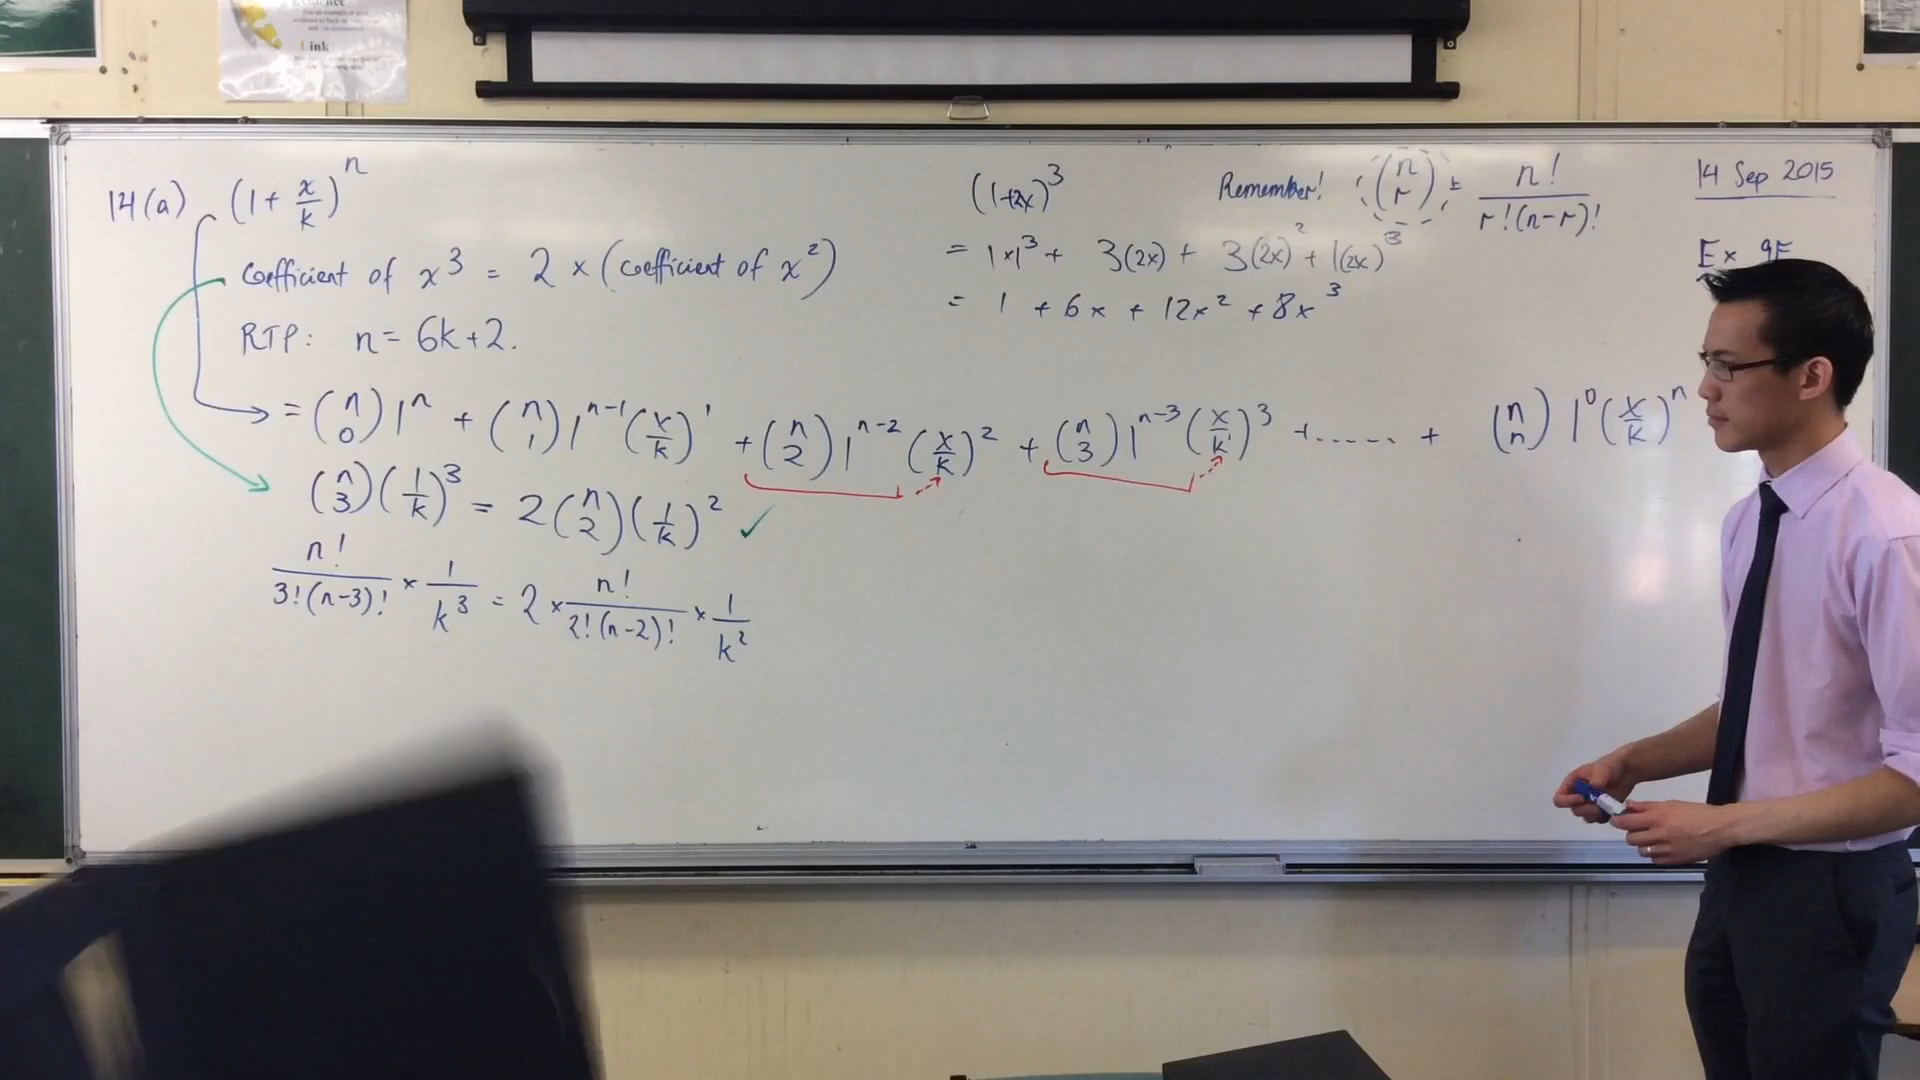 Link
14(a) (1 + x/k)^n
Coefficient of x^3 = 2 × (coefficient of x^2)
RTP: n = 6k + 2.
= (n 0) 1^n + (n 1) 1^(n-1) (x/k)^1 + (n 2) 1^(n-2) (x/k)^2 + (n 3) 1^(n-3) (x/k)^3 + ...... + (n n) 1^0 (x/k)^n
(n 3)(1/k)^3 = 2(n 2)(1/k)^2 ✓
n!/(3!(n-3)!) × 1/k^3 = 2 × n!/(2!(n-2)!) × 1/k^2
(1+2x)^3
= 1×1^3 + 3(2x) + 3(2x)^2 + 1(2x)^3
= 1 + 6x + 12x^2 + 8x^3
Remember! (n r) = n!/(r!(n-r)!)
14 Sep 2015
Ex 9F